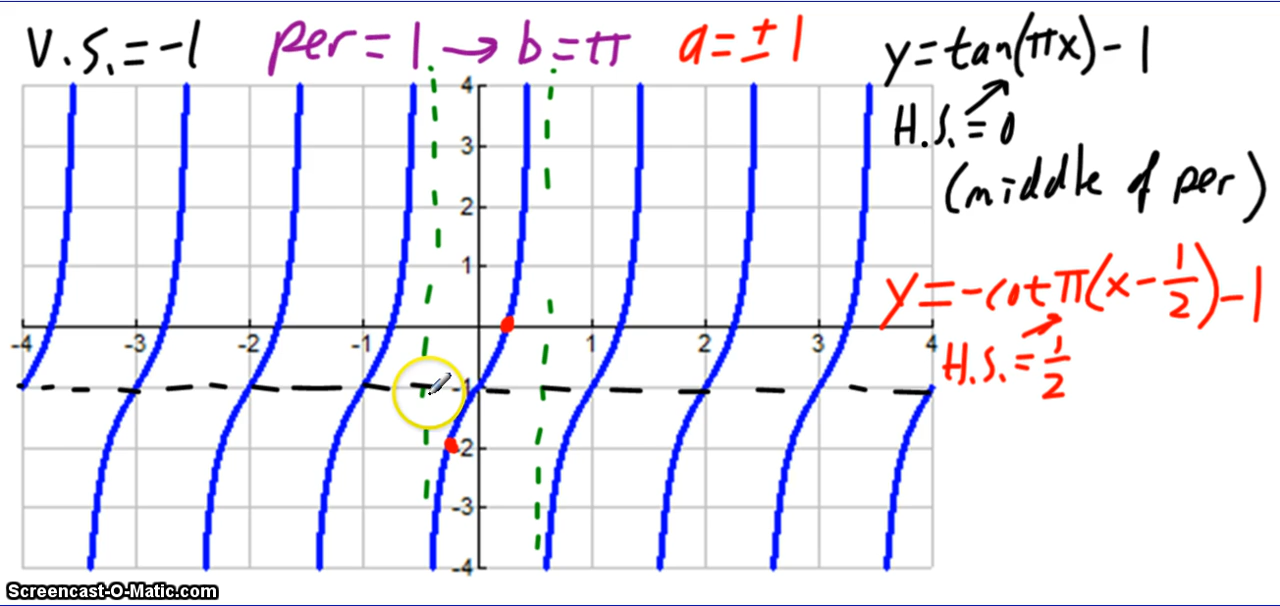 V.S.=-1 per=1→b=π a=±1 y=tan(πx)-1
H.S.=0
(middle of per)
y=-cotπ(x-1/2)-1
H.S.=1/2
4
3
2
1
-4 -3 -2 -1 1 2 3 4
-1
-2
-3
-4
Screencast-O-Matic.com